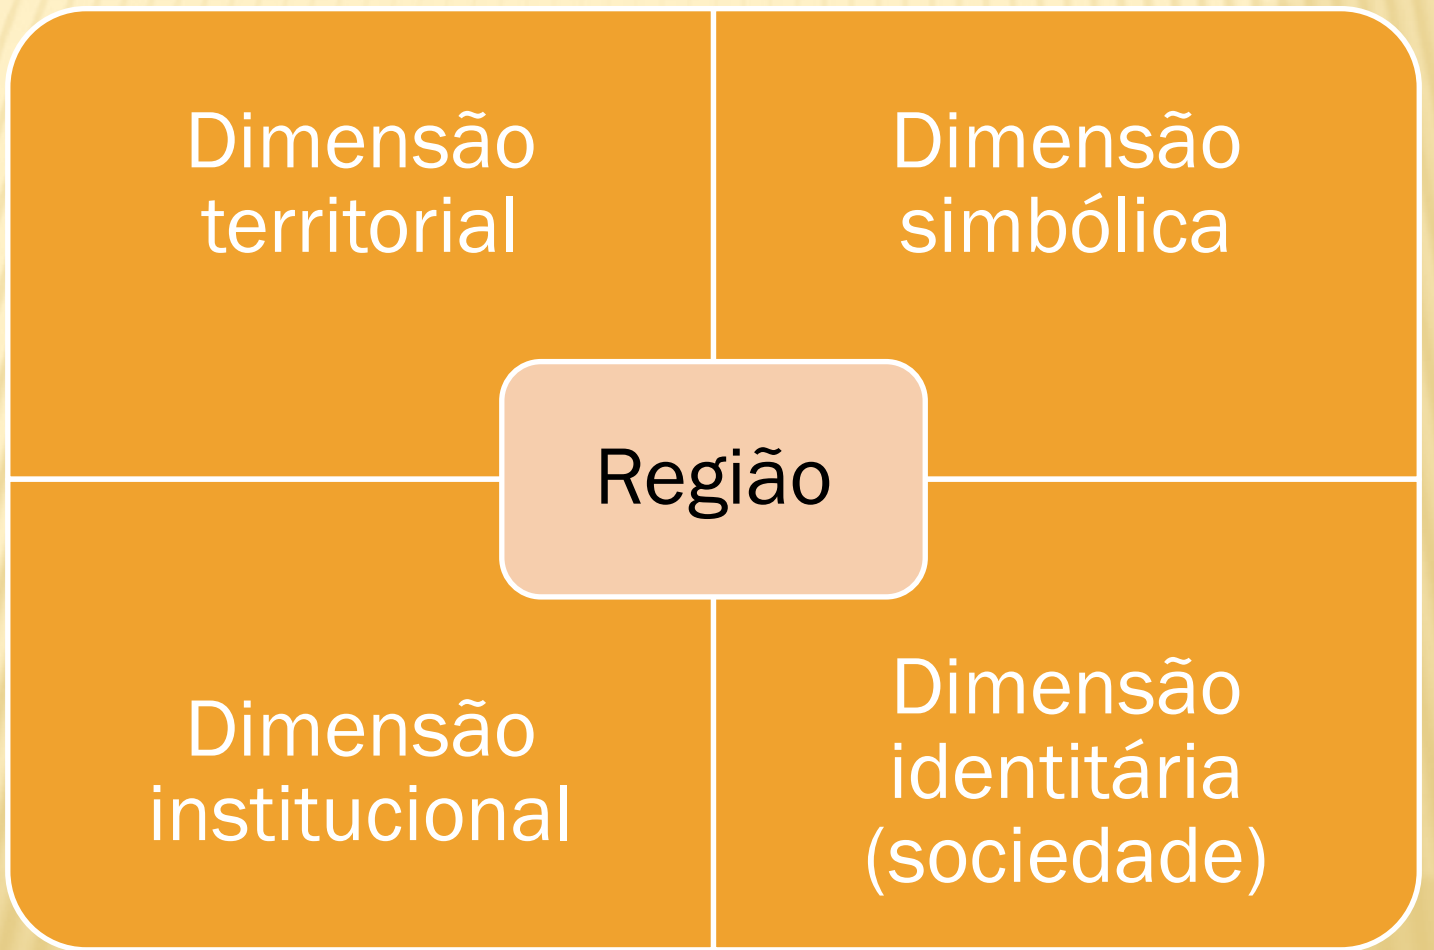 Dimensão
territorial
Dimensão
simbólica
Região
Dimensão
institucional
Dimensão
identitária
(sociedade)